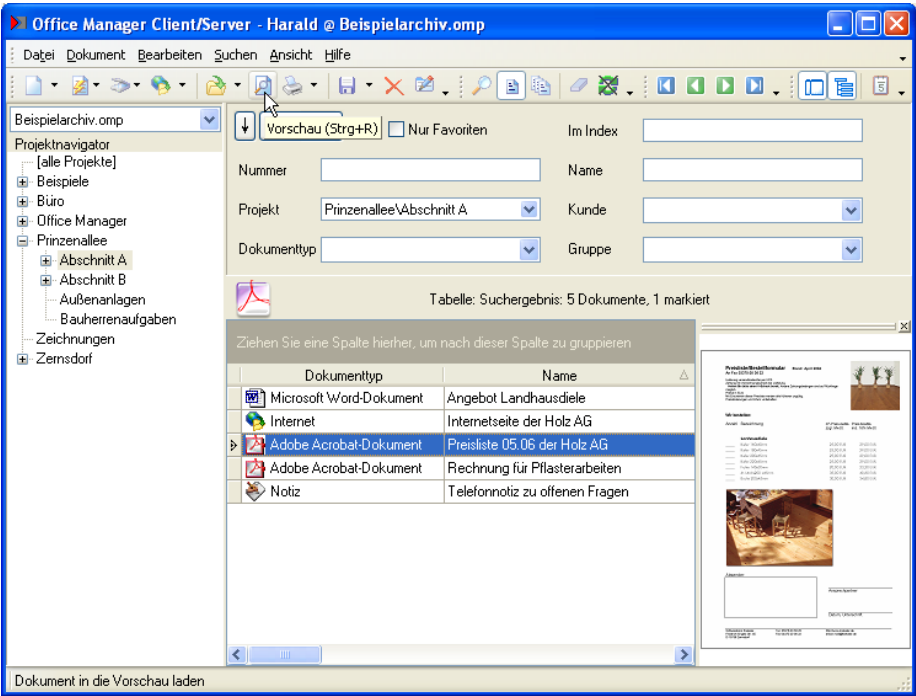 Office Manager Client/Server - Harald @ Beispielarchiv.omp
Datei Dokument Bearbeiten Suchen Ansicht Hilfe
5
Beispielarchiv.omp
Projektnavigator
[alle Projekte]
Beispiele
Büro
Office Manager
Prinzenallee
Abschnitt A
Abschnitt B
Außenanlagen
Bauherrenaufgaben
Zeichnungen
Zernsdorf
Vorschau (Strg+R)
Nur Favoriten
Im Index
Nummer
Name
Projekt
Prinzenallee\Abschnitt A
Kunde
Dokumenttyp
Gruppe
Tabelle: Suchergebnis: 5 Dokumente, 1 markiert
Ziehen Sie eine Spalte hierher, um nach dieser Spalte zu gruppieren
Dokumenttyp Name
Microsoft Word-Dokument Angebot Landhausdiele
Internet Internetseite der Holz AG
Adobe Acrobat-Dokument Preisliste 05.06 der Holz AG
Adobe Acrobat-Dokument Rechnung für Pflasterarbeiten
Notiz Telefonnotiz zu offenen Fragen
Preisliste/Bestellformular
Dokument in die Vorschau laden